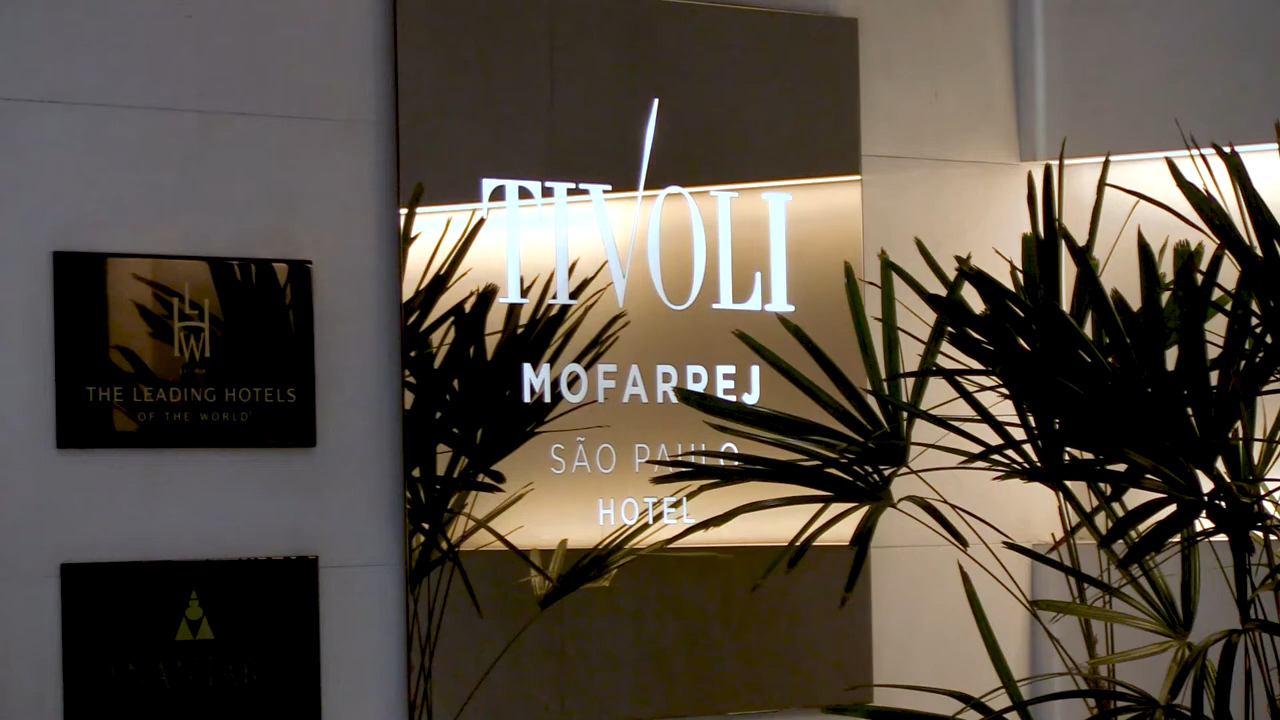 TIVOLI
MOFARREJ
SÃO PAULO
HOTEL
LHW
THE LEADING HOTELS
OF THE WORLD